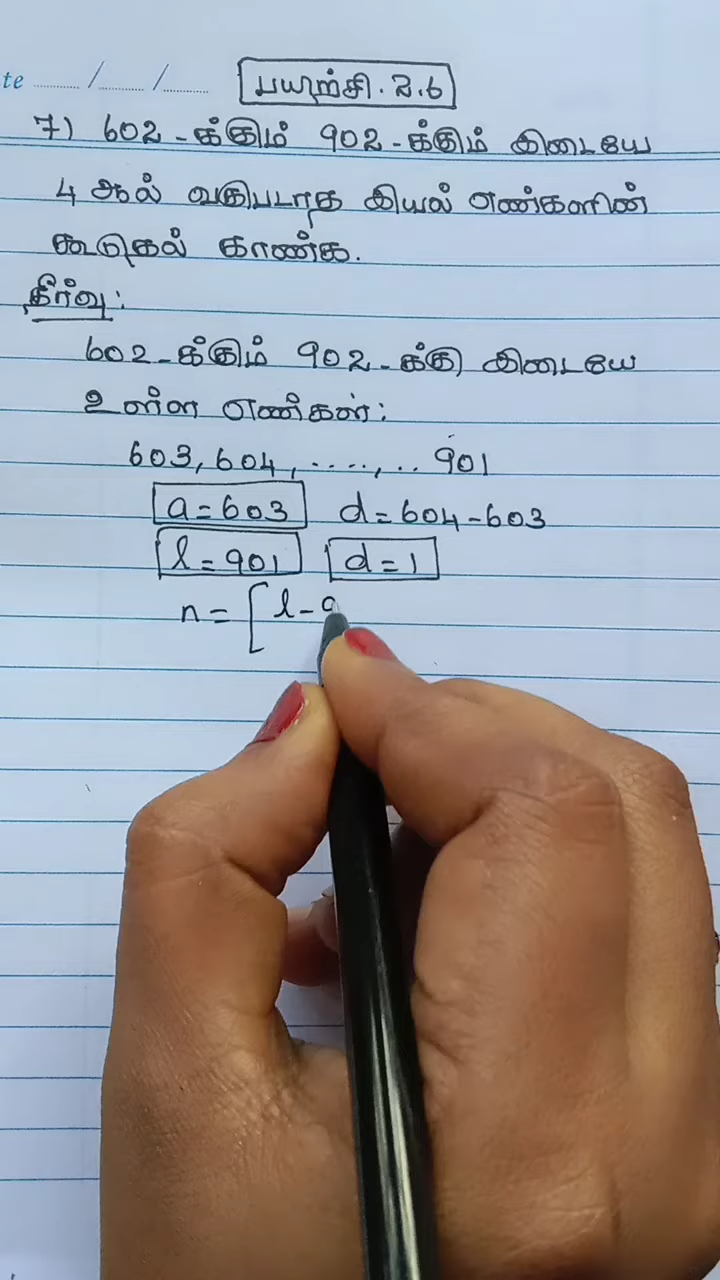 te ........ / ........ / ........
பயிற்சி. 2.6
7) 602 - க்கும் 902 - க்கும் இடையே
4 ஆல் வகுபடாத இயல் எண்களின்
கூடுதல் காண்க.
தீர்வு:
602 - க்கும் 902 - க்கு இடையே
உள்ள எண்கள்:
603, 604, ....,.. 901
a = 603 d = 604 - 603
l = 901 d = 1
n = [ l - a